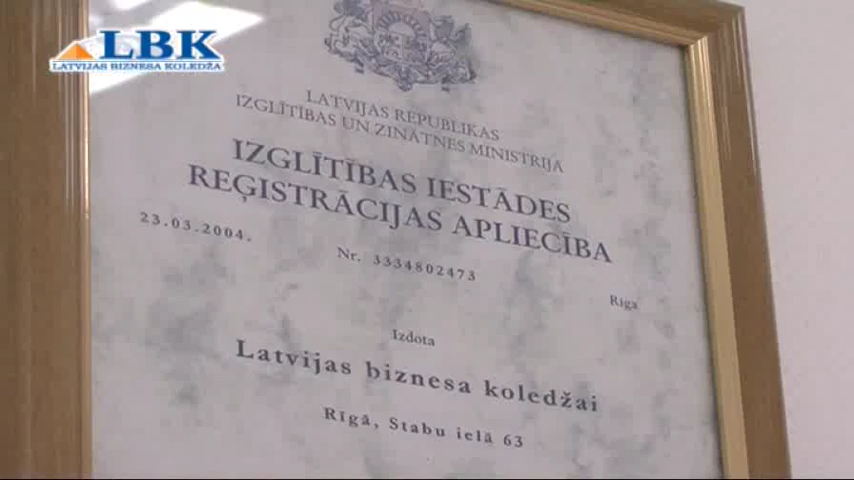 LBK
LATVIJAS BIZNESA KOLEDŽA
LATVIJAS REPUBLIKAS
IZGLĪTĪBAS UN ZINĀTNES MINISTRIJA
IZGLĪTĪBAS IESTĀDES
REĢISTRĀCIJAS APLIECĪBA
23.03.2004.
Nr. 3334802473
Rīga
Izdota
Latvijas biznesa koledžai
Rīgā, Stabu ielā 63